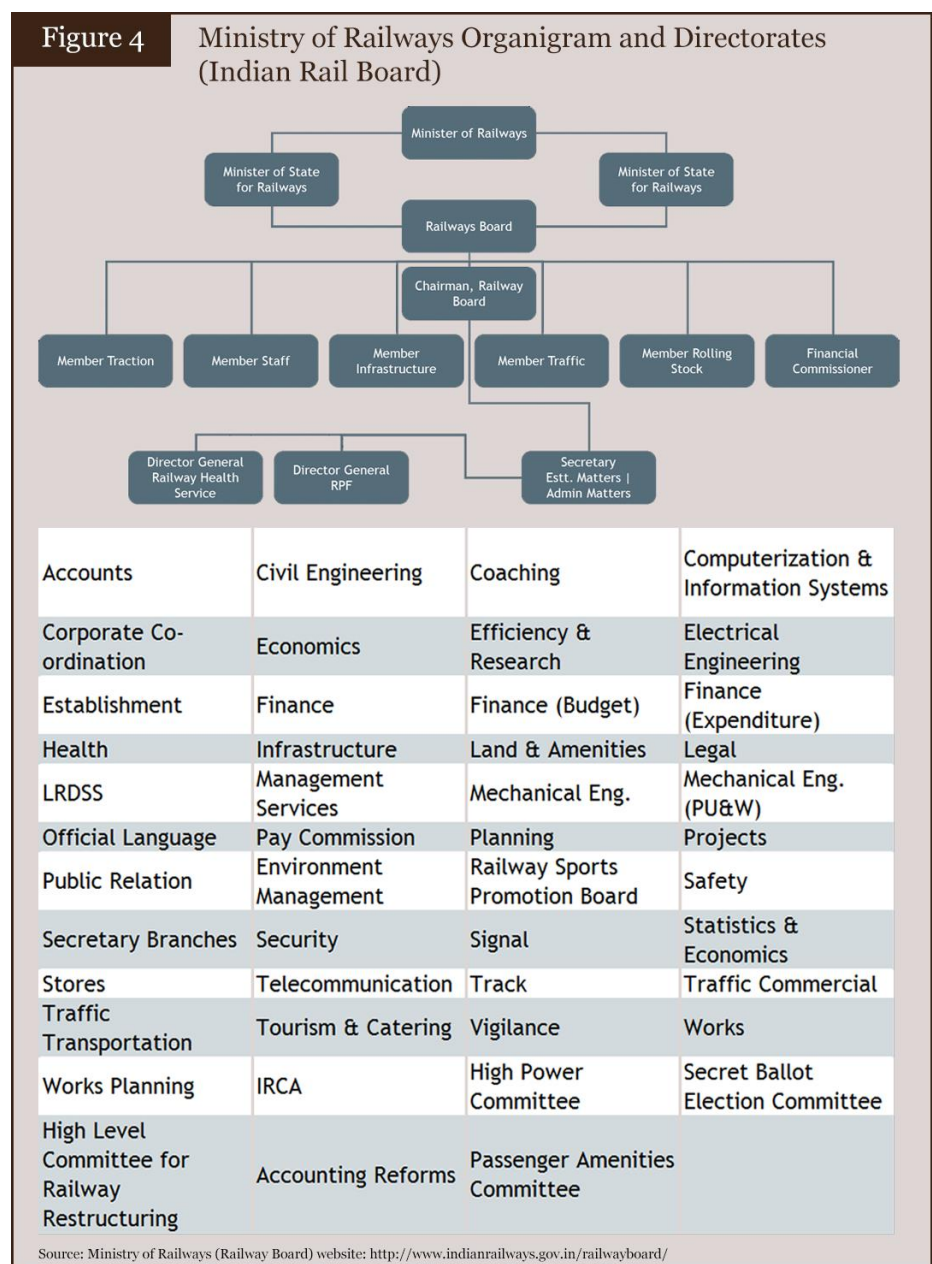 Figure 4
Ministry of Railways Organigram and Directorates
(Indian Rail Board)
Minister of Railways
Minister of State
for Railways
Minister of State
for Railways
Railways Board
Chairman, Railway
Board
Member Traction
Member Staff
Member
Infrastructure
Member Traffic
Member Rolling
Stock
Financial
Commissioner
Director General
Railway Health
Service
Director General
RPF
Secretary
Estt. Matters |
Admin Matters
Accounts
Civil Engineering
Coaching
Computerization &
Information Systems
Corporate Co-
ordination
Economics
Efficiency &
Research
Electrical
Engineering
Establishment
Finance
Finance (Budget)
Finance
(Expenditure)
Health
Infrastructure
Land & Amenities
Legal
LRDSS
Management
Services
Mechanical Eng.
Mechanical Eng.
(PU&W)
Official Language
Pay Commission
Planning
Projects
Public Relation
Environment
Management
Railway Sports
Promotion Board
Safety
Secretary Branches
Security
Signal
Statistics &
Economics
Stores
Telecommunication
Track
Traffic Commercial
Traffic
Transportation
Tourism & Catering
Vigilance
Works
Works Planning
IRCA
High Power
Committee
Secret Ballot
Election Committee
High Level
Committee for
Railway
Restructuring
Accounting Reforms
Passenger Amenities
Committee
Source: Ministry of Railways (Railway Board) website: http://www.indianrailways.gov.in/railwayboard/